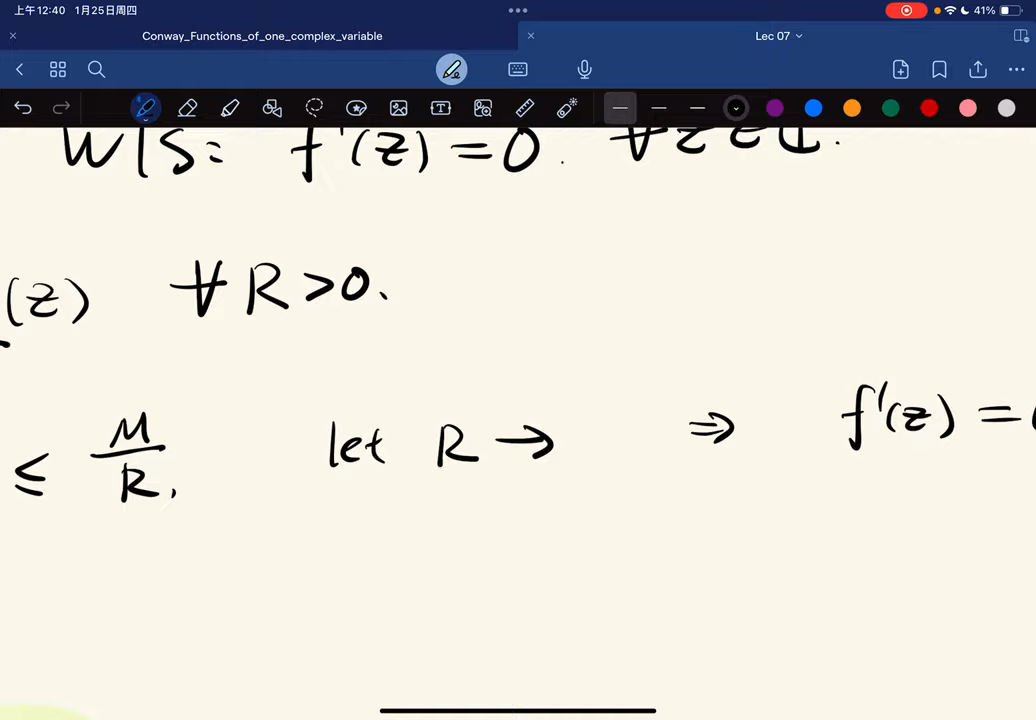 上午12:40 1月25日周四
41%
Conway_Functions_of_one_complex_variable
Lec 07
WTS: f'(z) = 0. ∀z∈ℂ.
(z) ∀ R > 0.
≤ M/R, let R → ⇒ f'(z) =